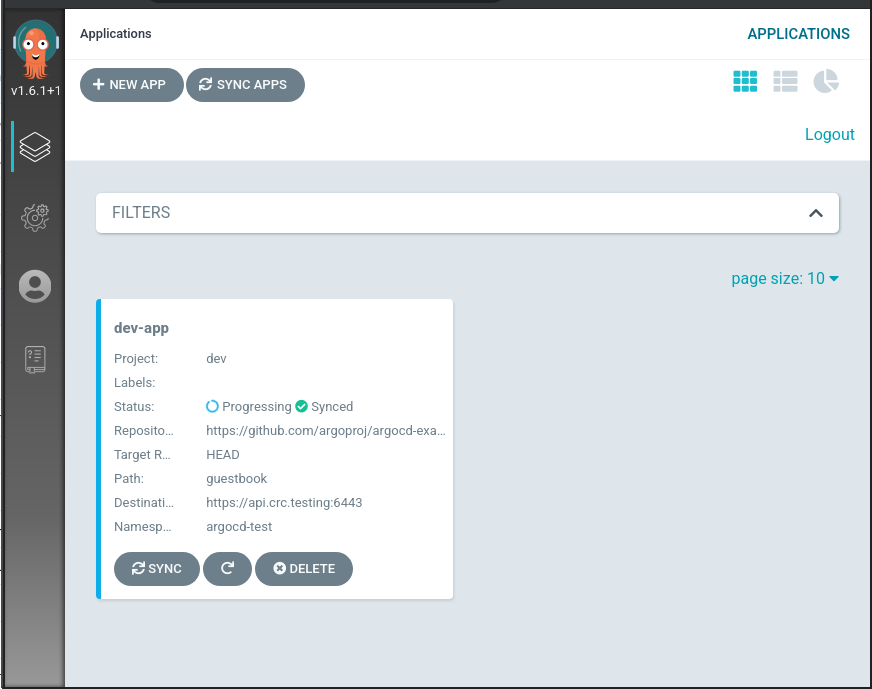 Applications
APPLICATIONS
v1.6.1+1
NEW APP
SYNC APPS
Logout
FILTERS
page size: 10
dev-app
Project: dev
Labels:
Status: Progressing Synced
Reposito... https://github.com/argoproj/argocd-exa...
Target R... HEAD
Path: guestbook
Destinati... https://api.crc.testing:6443
Namesp... argocd-test
SYNC
DELETE